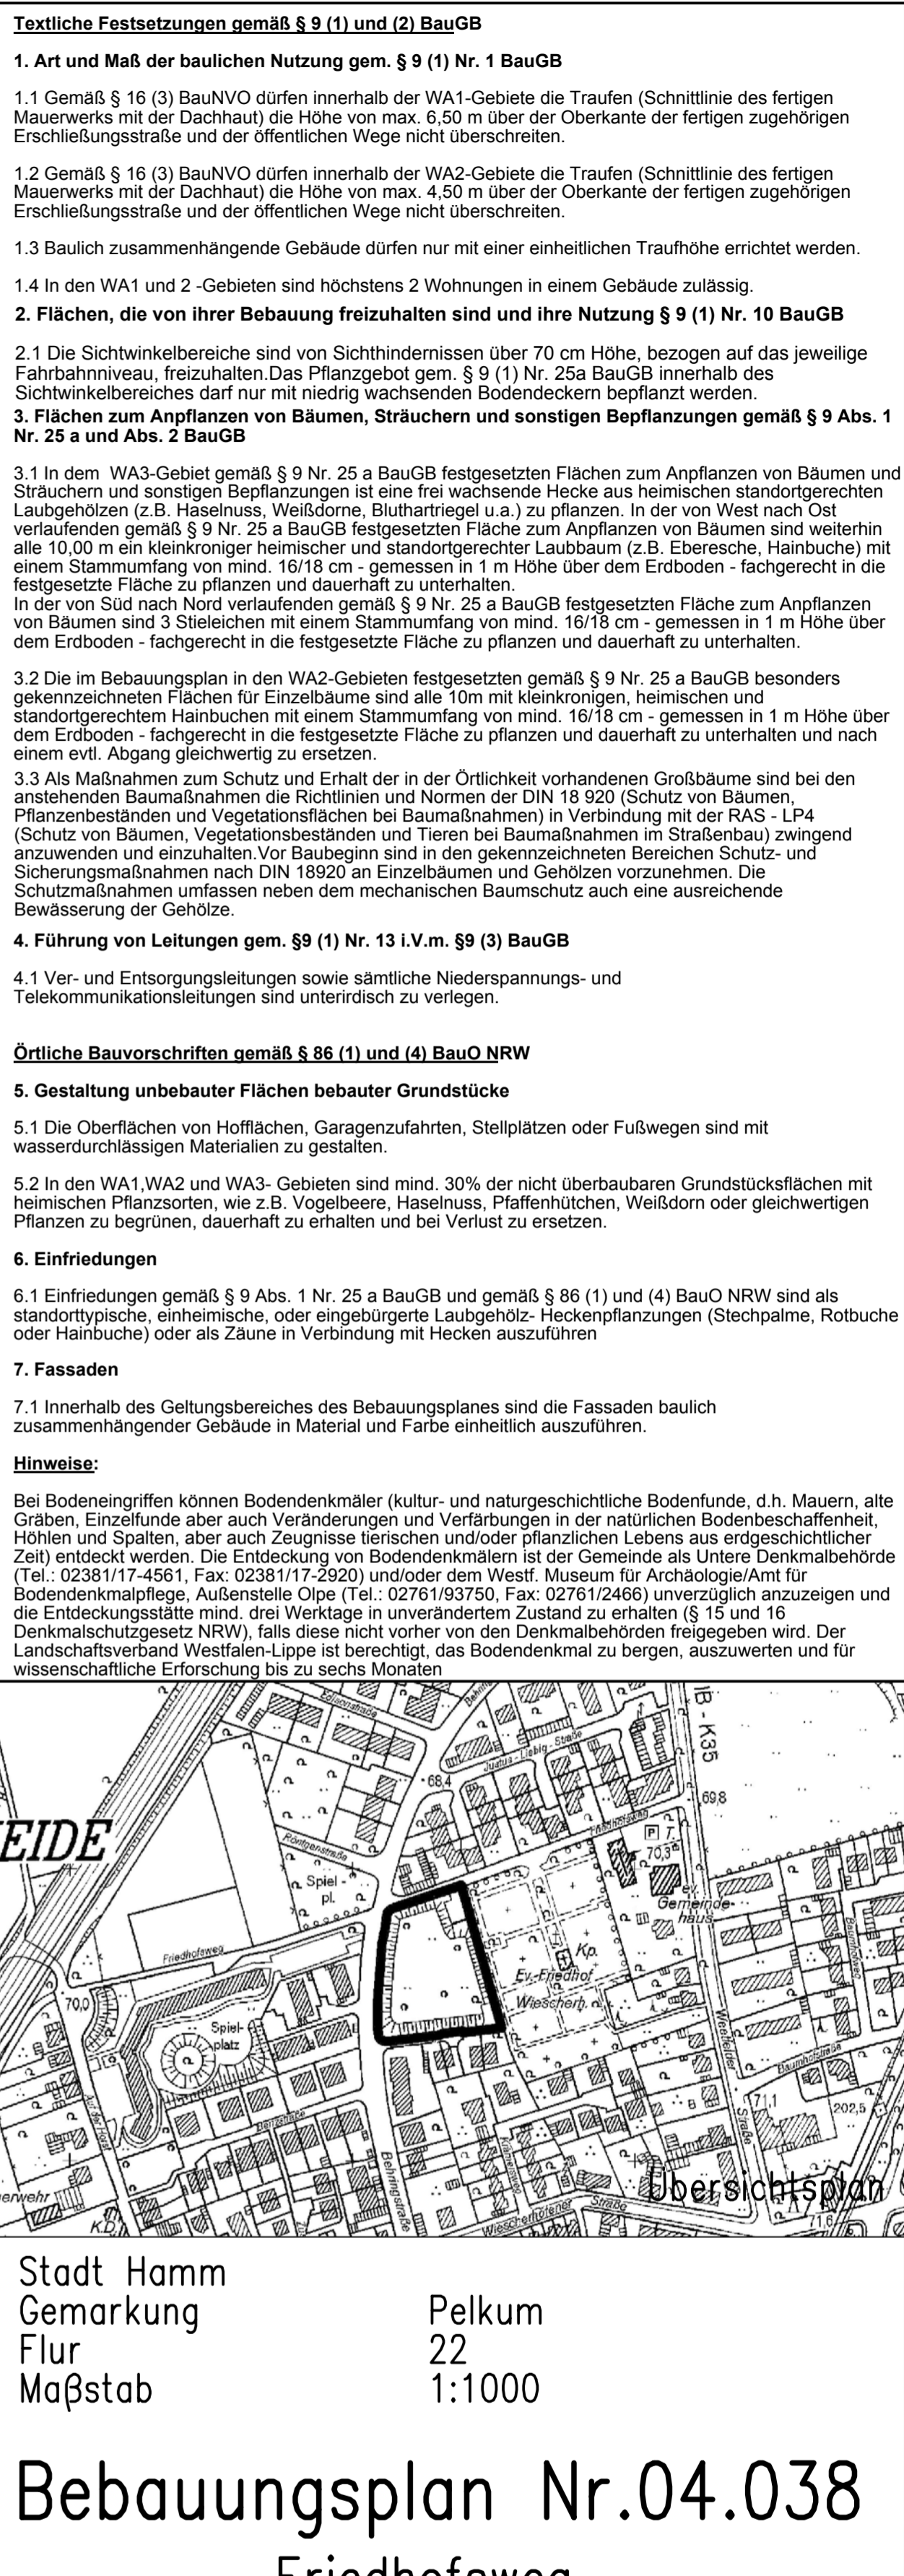 Textliche Festsetzungen gemäß § 9 (1) und (2) BauGB
1. Art und Maß der baulichen Nutzung gem. § 9 (1) Nr. 1 BauGB
1.1 Gemäß § 16 (3) BauNVO dürfen innerhalb der WA1-Gebiete die Traufen (Schnittlinie des fertigen
Mauerwerks mit der Dachhaut) die Höhe von max. 6,50 m über der Oberkante der fertigen zugehörigen
Erschließungsstraße und der öffentlichen Wege nicht überschreiten.
1.2 Gemäß § 16 (3) BauNVO dürfen innerhalb der WA2-Gebiete die Traufen (Schnittlinie des fertigen
Mauerwerks mit der Dachhaut) die Höhe von max. 4,50 m über der Oberkante der fertigen zugehörigen
Erschließungsstraße und der öffentlichen Wege nicht überschreiten.
1.3 Baulich zusammenhängende Gebäude dürfen nur mit einer einheitlichen Traufhöhe errichtet werden.
1.4 In den WA1 und 2 -Gebieten sind höchstens 2 Wohnungen in einem Gebäude zulässig.
2. Flächen, die von ihrer Bebauung freizuhalten sind und ihre Nutzung § 9 (1) Nr. 10 BauGB
2.1 Die Sichtwinkelbereiche sind von Sichthindernissen über 70 cm Höhe, bezogen auf das jeweilige
Fahrbahnniveau, freizuhalten.Das Pflanzgebot gem. § 9 (1) Nr. 25a BauGB innerhalb des
Sichtwinkelbereiches darf nur mit niedrig wachsenden Bodendeckern bepflanzt werden.
3. Flächen zum Anpflanzen von Bäumen, Sträuchern und sonstigen Bepflanzungen gemäß § 9 Abs. 1
Nr. 25 a und Abs. 2 BauGB
3.1 In dem WA3-Gebiet gemäß § 9 Nr. 25 a BauGB festgesetzten Flächen zum Anpflanzen von Bäumen und
Sträuchern und sonstigen Bepflanzungen ist eine frei wachsende Hecke aus heimischen standortgerechten
Laubgehölzen (z.B. Haselnuss, Weißdorne, Bluthartriegel u.a.) zu pflanzen. In der von West nach Ost
verlaufenden gemäß § 9 Nr. 25 a BauGB festgesetzten Fläche zum Anpflanzen von Bäumen sind weiterhin
alle 10,00 m ein kleinkroniger heimischer und standortgerechter Laubbaum (z.B. Eberesche, Hainbuche) mit
einem Stammumfang von mind. 16/18 cm - gemessen in 1 m Höhe über dem Erdboden - fachgerecht in die
festgesetzte Fläche zu pflanzen und dauerhaft zu unterhalten.
In der von Süd nach Nord verlaufenden gemäß § 9 Nr. 25 a BauGB festgesetzten Fläche zum Anpflanzen
von Bäumen sind 3 Stieleichen mit einem Stammumfang von mind. 16/18 cm - gemessen in 1 m Höhe über
dem Erdboden - fachgerecht in die festgesetzte Fläche zu pflanzen und dauerhaft zu unterhalten.
3.2 Die im Bebauungsplan in den WA2-Gebieten festgesetzten gemäß § 9 Nr. 25 a BauGB besonders
gekennzeichneten Flächen für Einzelbäume sind alle 10m mit kleinkronigen, heimischen und
standortgerechtem Hainbuchen mit einem Stammumfang von mind. 16/18 cm - gemessen in 1 m Höhe über
dem Erdboden - fachgerecht in die festgesetzte Fläche zu pflanzen und dauerhaft zu unterhalten und nach
einem evtl. Abgang gleichwertig zu ersetzen.
3.3 Als Maßnahmen zum Schutz und Erhalt der in der Örtlichkeit vorhandenen Großbäume sind bei den
anstehenden Baumaßnahmen die Richtlinien und Normen der DIN 18 920 (Schutz von Bäumen,
Pflanzenbeständen und Vegetationsflächen bei Baumaßnahmen) in Verbindung mit der RAS - LP4
(Schutz von Bäumen, Vegetationsbeständen und Tieren bei Baumaßnahmen im Straßenbau) zwingend
anzuwenden und einzuhalten.Vor Baubeginn sind in den gekennzeichneten Bereichen Schutz- und
Sicherungsmaßnahmen nach DIN 18920 an Einzelbäumen und Gehölzen vorzunehmen. Die
Schutzmaßnahmen umfassen neben dem mechanischen Baumschutz auch eine ausreichende
Bewässerung der Gehölze.
4. Führung von Leitungen gem. §9 (1) Nr. 13 i.V.m. §9 (3) BauGB
4.1 Ver- und Entsorgungsleitungen sowie sämtliche Niederspannungs- und
Telekommunikationsleitungen sind unterirdisch zu verlegen.
Örtliche Bauvorschriften gemäß § 86 (1) und (4) BauO NRW
5. Gestaltung unbebauter Flächen bebauter Grundstücke
5.1 Die Oberflächen von Hofflächen, Garagenzufahrten, Stellplätzen oder Fußwegen sind mit
wasserdurchlässigen Materialien zu gestalten.
5.2 In den WA1,WA2 und WA3- Gebieten sind mind. 30% der nicht überbaubaren Grundstücksflächen mit
heimischen Pflanzsorten, wie z.B. Vogelbeere, Haselnuss, Pfaffenhütchen, Weißdorn oder gleichwertigen
Pflanzen zu begrünen, dauerhaft zu erhalten und bei Verlust zu ersetzen.
6. Einfriedungen
6.1 Einfriedungen gemäß § 9 Abs. 1 Nr. 25 a BauGB und gemäß § 86 (1) und (4) BauO NRW sind als
standorttypische, einheimische, oder eingebürgerte Laubgehölz- Heckenpflanzungen (Stechpalme, Rotbuche
oder Hainbuche) oder als Zäune in Verbindung mit Hecken auszuführen
7. Fassaden
7.1 Innerhalb des Geltungsbereiches des Bebauungsplanes sind die Fassaden baulich
zusammenhängender Gebäude in Material und Farbe einheitlich auszuführen.
Hinweise:
Bei Bodeneingriffen können Bodendenkmäler (kultur- und naturgeschichtliche Bodenfunde, d.h. Mauern, alte
Gräben, Einzelfunde aber auch Veränderungen und Verfärbungen in der natürlichen Bodenbeschaffenheit,
Höhlen und Spalten, aber auch Zeugnisse tierischen und/oder pflanzlichen Lebens aus erdgeschichtlicher
Zeit) entdeckt werden. Die Entdeckung von Bodendenkmälern ist der Gemeinde als Untere Denkmalbehörde
(Tel.: 02381/17-4561, Fax: 02381/17-2920) und/oder dem Westf. Museum für Archäologie/Amt für
Bodendenkmalpflege, Außenstelle Olpe (Tel.: 02761/93750, Fax: 02761/2466) unverzüglich anzuzeigen und
die Entdeckungsstätte mind. drei Werktage in unverändertem Zustand zu erhalten (§ 15 und 16
Denkmalschutzgesetz NRW), falls diese nicht vorher von den Denkmalbehörden freigegeben wird. Der
Landschaftsverband Westfalen-Lippe ist berechtigt, das Bodendenkmal zu bergen, auszuwerten und für
wissenschaftliche Erforschung bis zu sechs Monaten
Edisonstraße
IB - K35
Justus-Liebig-Straße
68,4
69,8
Friedhofsweg
P T
70,3
EIDE
Röntgenstraße
Spiel-
pl.
Gemeinde-
haus
Friedhofsweg
Kp.
Ev. Friedhof
Wiescherh.
70,0
Spiel-
platz
Baumhofstraße
71,1
202,5
Straße
Behringstraße
Übersichtsplan
erwehr
K.D.
Wiescherhöfener Straße
71,6
Stadt Hamm
Gemarkung Pelkum
Flur 22
Maßstab 1:1000
Bebauungsplan Nr.04.038
Friedhofsweg